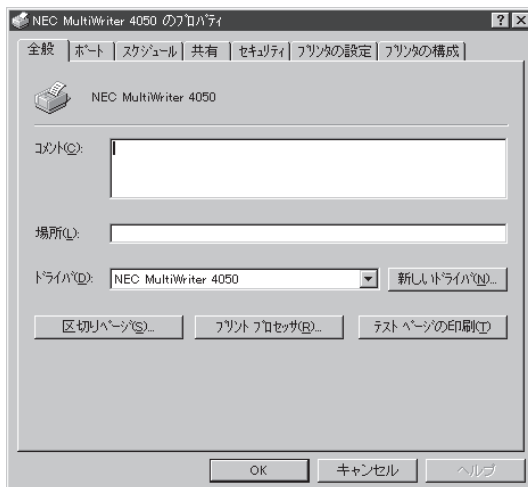 NEC MultiWriter 4050 のﾌﾟﾛﾊﾟﾃｨ
全般 ﾎﾟｰﾄ ｽｹｼﾞｭｰﾙ 共有 ｾｷｭﾘﾃｨ ﾌﾟﾘﾝﾀの設定 ﾌﾟﾘﾝﾀの構成
NEC MultiWriter 4050
ｺﾒﾝﾄ(C):
場所(L):
ﾄﾞﾗｲﾊﾞ(D): NEC MultiWriter 4050 新しいﾄﾞﾗｲﾊﾞ(N)...
区切りﾍﾟｰｼﾞ(S)... ﾌﾟﾘﾝﾄ ﾌﾟﾛｾｯｻ(R)... ﾃｽﾄ ﾍﾟｰｼﾞの印刷(T)
OK キャンセル ヘルプ